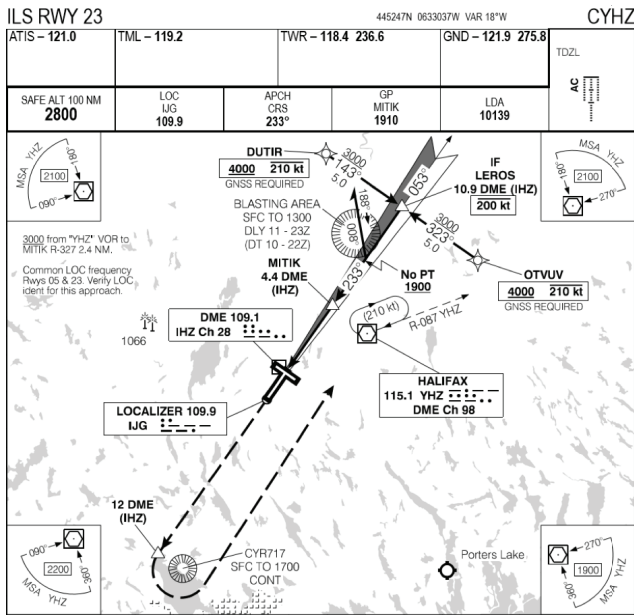 ILS RWY 23
445247N 0633037W VAR 18°W
CYHZ
ATIS – 121.0
TML – 119.2
TWR – 118.4 236.6
GND – 121.9 275.8
TDZL
AC
SAFE ALT 100 NM
2800
LOC
IJG
109.9
APCH
CRS
233°
GP
MITIK
1910
LDA
10139
MSA YHZ
180°
2100
090°
DUTIR
4000 210 kt
GNSS REQUIRED
3000
143°
5.0
053°
IF
LEROS
10.9 DME (IHZ)
200 kt
MSA YHZ
180°
2100
270°
BLASTING AREA
SFC TO 1300
DLY 11 - 23Z
(DT 10 - 22Z)
188°
008°
3000
323°
5.0
3000 from "YHZ" VOR to
MITIK R-327 2.4 NM.
Common LOC frequency
Rwys 05 & 23. Verify LOC
ident for this approach.
MITIK
4.4 DME
(IHZ)
233°
No PT
1900
OTVUV
4000 210 kt
GNSS REQUIRED
(210 kt)
R-087 YHZ
1066
DME 109.1
IHZ Ch 28
HALIFAX
115.1 YHZ
DME Ch 98
LOCALIZER 109.9
IJG
12 DME
(IHZ)
CYR717
SFC TO 1700
CONT
Porters Lake
090°
2200
360°
MSA YHZ
270°
1900
360°
MSA YHZ